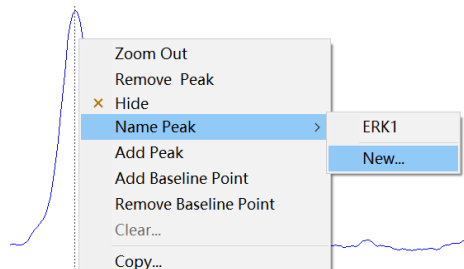 Zoom Out
Remove Peak
× Hide
Name Peak >
ERK1
New...
Add Peak
Add Baseline Point
Remove Baseline Point
Clear...
Copy...